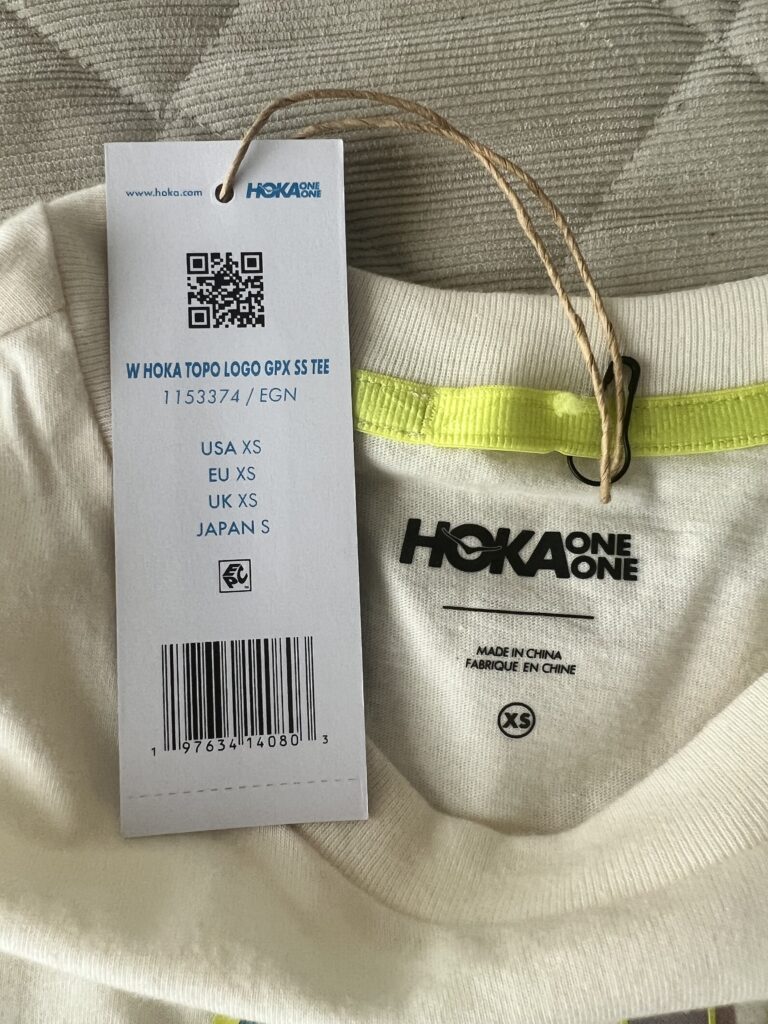 www.hoka.com
HOKA ONE ONE
W HOKA TOPO LOGO GPX SS TEE
1153374 / EGN
USA XS
EU XS
UK XS
JAPAN S
EPC
1 97634 14080 3
HOKA ONE
ONE
MADE IN CHINA
FABRIQUE EN CHINE
XS